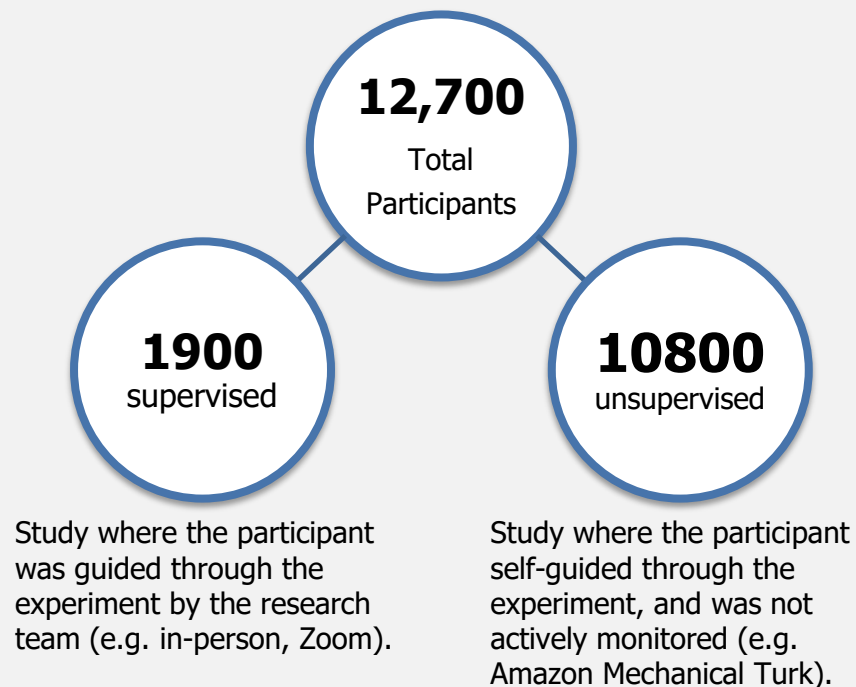 12,700
Total
Participants
1900
supervised
10800
unsupervised
Study where the participant
was guided through the
experiment by the research
team (e.g. in-person, Zoom).
Study where the participant
self-guided through the
experiment, and was not
actively monitored (e.g.
Amazon Mechanical Turk).